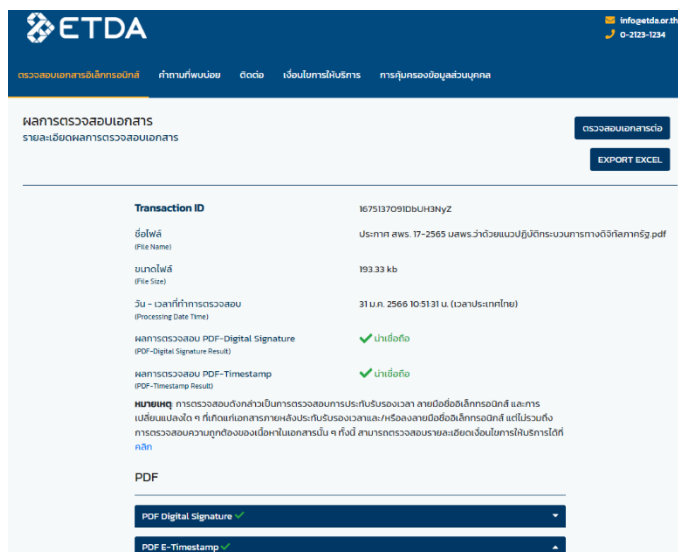 ETDA
info@etda.or.th
0-2123-1234
ตรวจสอบเอกสารอิเล็กทรอนิกส์ คำถามที่พบบ่อย ติดต่อ เงื่อนไขการให้บริการ การคุ้มครองข้อมูลส่วนบุคคล
ผลการตรวจสอบเอกสาร
รายละเอียดผลการตรวจสอบเอกสาร
ตรวจสอบเอกสารต่อ
EXPORT EXCEL
Transaction ID 1675137091DbUH3NyZ
ชื่อไฟล์ ประกาศ สพร. 17-2565 มสพร.ว่าด้วยแนวปฏิบัติกระบวนการทางดิจิทัลภาครัฐ.pdf
(File Name)
ขนาดไฟล์ 193.33 kb
(File Size)
วัน - เวลาที่ทำการตรวจสอบ 31 ม.ค. 2566 10:51:31 น. (เวลาประเทศไทย)
(Processing Date Time)
ผลการตรวจสอบ PDF-Digital Signature น่าเชื่อถือ
(PDF-Digital Signature Result)
ผลการตรวจสอบ PDF-Timestamp น่าเชื่อถือ
(PDF-Timestamp Result)
หมายเหตุ: การตรวจสอบดังกล่าวเป็นการตรวจสอบการประทับรับรองเวลา ลายมือชื่ออิเล็กทรอนิกส์ และการ
เปลี่ยนแปลงใด ๆ ที่เกิดแก่เอกสารภายหลังประทับรับรองเวลาและ/หรือลงลายมือชื่ออิเล็กทรอนิกส์ แต่ไม่รวมถึง
การตรวจสอบความถูกต้องของเนื้อหาในเอกสารนั้น ๆ ทั้งนี้ สามารถตรวจสอบรายละเอียดเงื่อนไขการให้บริการได้ที่
คลิก
PDF
PDF Digital Signature
PDF E-Timestamp